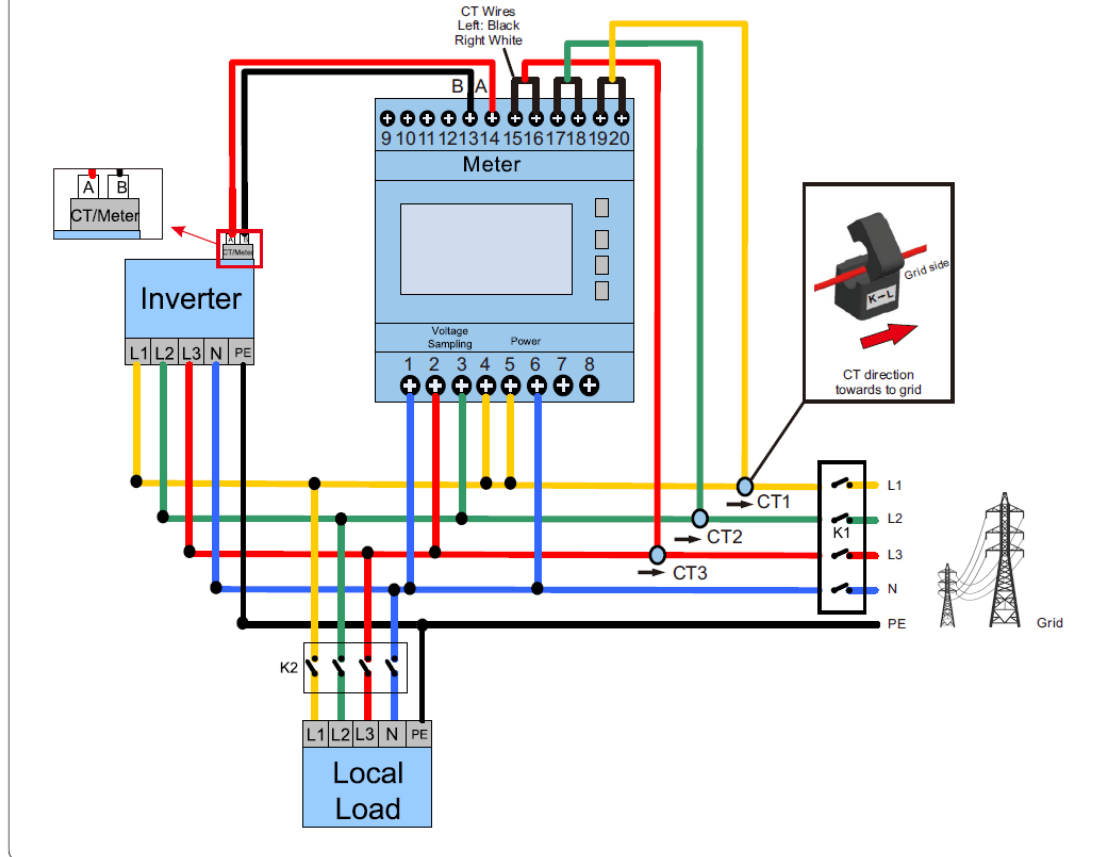 CT Wires
Left: Black
Right White
B A
9 10 11 12 13 14 15 16 17 18 19 20
Meter
A B
CT/Meter
CT/Meter
Inverter
L1 L2 L3 N PE
Voltage
Sampling
Power
1 2 3 4 5 6 7 8
Grid side
K-L
CT direction
towards to grid
CT1
L1
CT2
L2
K1
CT3
L3
N
PE
Grid
K2
L1 L2 L3 N PE
Local
Load